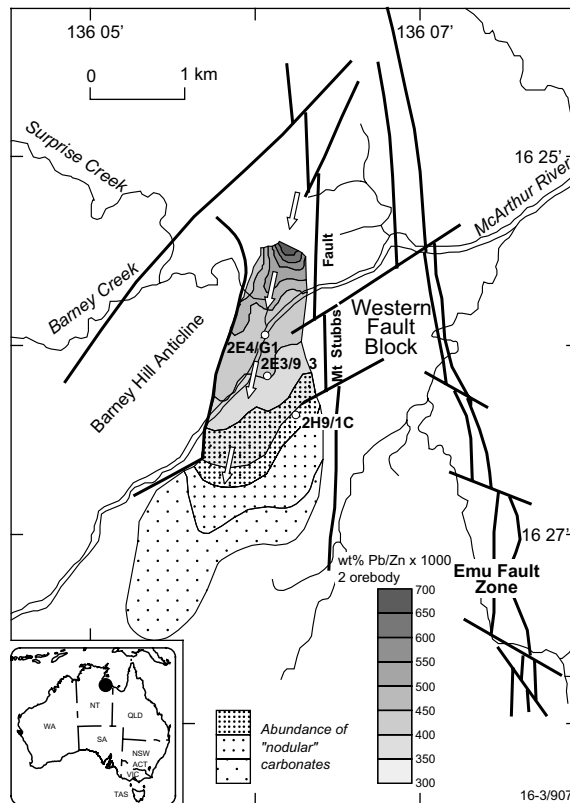 136 05'
136 07'
0 1 km
Surprise Creek
16 25'
McArthur River
Barney Creek
Fault
Western
Fault
Block
Barney Hill Anticline
2E4/G1
Mt Stubbs
2E3/9 3
2H9/1C
16 27'
wt% Pb/Zn x 1000
2 orebody
Emu Fault
Zone
700
650
600
550
500
450
400
350
300
Abundance of
"nodular"
carbonates
NT
WA
QLD
SA
NSW
ACT
VIC
TAS
16-3/907